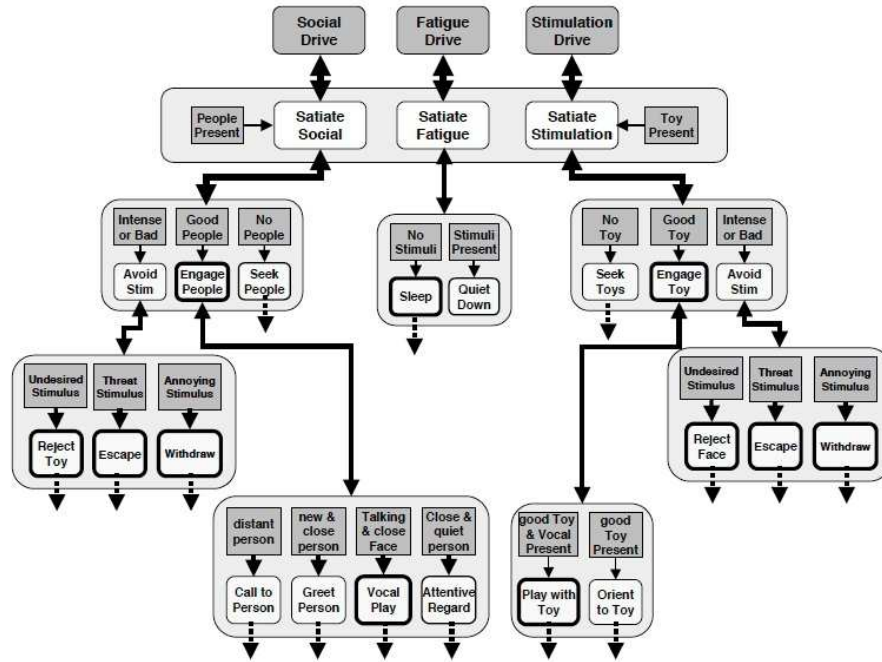 Social
Drive
Fatigue
Drive
Stimulation
Drive
People
Present
Satiate
Social
Satiate
Fatigue
Satiate
Stimulation
Toy
Present
Intense
or Bad
Good
People
No
People
Avoid
Stim
Engage
People
Seek
People
No
Stimuli
Stimuli
Present
Sleep
Quiet
Down
No
Toy
Good
Toy
Intense
or Bad
Seek
Toys
Engage
Toy
Avoid
Stim
Undesired
Stimulus
Threat
Stimulus
Annoying
Stimulus
Reject
Toy
Escape
Withdraw
Undesired
Stimulus
Threat
Stimulus
Annoying
Stimulus
Reject
Face
Escape
Withdraw
distant
person
new &
close
person
Talking
& close
Face
Close &
quiet
person
Call to
Person
Greet
Person
Vocal
Play
Attentive
Regard
good Toy
& Vocal
Present
good
Toy
Present
Play with
Toy
Orient
to Toy